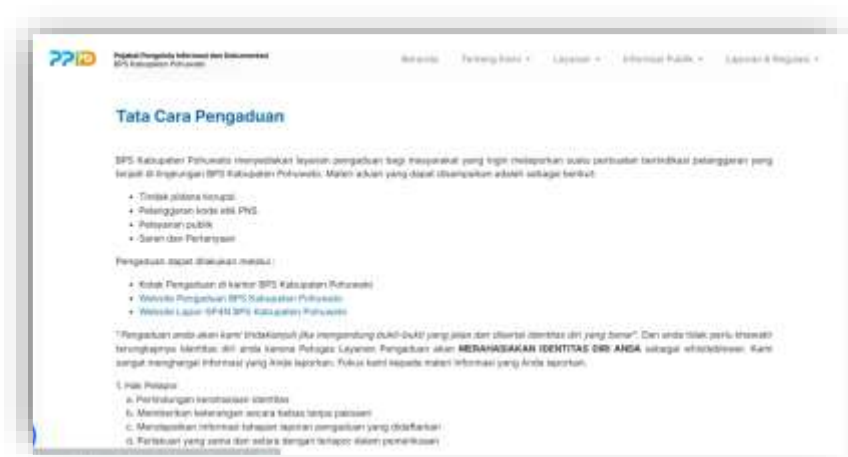 PPID
Pejabat Pengelola Informasi dan Dokumentasi
BPS Kabupaten Pohuwato
Beranda
Tentang Kami
Layanan
Informasi Publik
Laporan & Regulasi
Tata Cara Pengaduan
BPS Kabupaten Pohuwato menyediakan layanan pengaduan bagi masyarakat yang ingin melaporkan suatu perbuatan berindikasi pelanggaran yang
terjadi di lingkungan BPS Kabupaten Pohuwato. Materi aduan yang dapat disampaikan adalah sebagai berikut:
• Tindak pidana korupsi
• Pelanggaran kode etik PNS
• Pelayanan publik
• Saran dan Pertanyaan
Pengaduan dapat dilakukan melalui :
• Kotak Pengaduan di kantor BPS Kabupaten Pohuwato
• Website Pengaduan BPS Kabupaten Pohuwato
• Website Lapor-SP4N BPS Kabupaten Pohuwato
"Pengaduan anda akan kami tindaklanjuti jika mengandung bukti-bukti yang jelas dan disertai identitas diri yang benar". Dan anda tidak perlu khawatir
terungkapnya identitas diri anda karena Petugas Layanan Pengaduan akan MERAHASIAKAN IDENTITAS DIRI ANDA sebagai whistleblower. Kami
sangat menghargai informasi yang Anda laporkan. Fokus kami kepada materi informasi yang Anda laporkan.
1. Hak Pelapor
a. Perlindungan kerahasiaan identitas
b. Memberikan keterangan secara bebas tanpa paksaan
c. Mendapatkan informasi tahapan laporan pengaduan yang didaftarkan
d. Perlakuan yang sama dan setara dengan terlapor dalam pemeriksaan